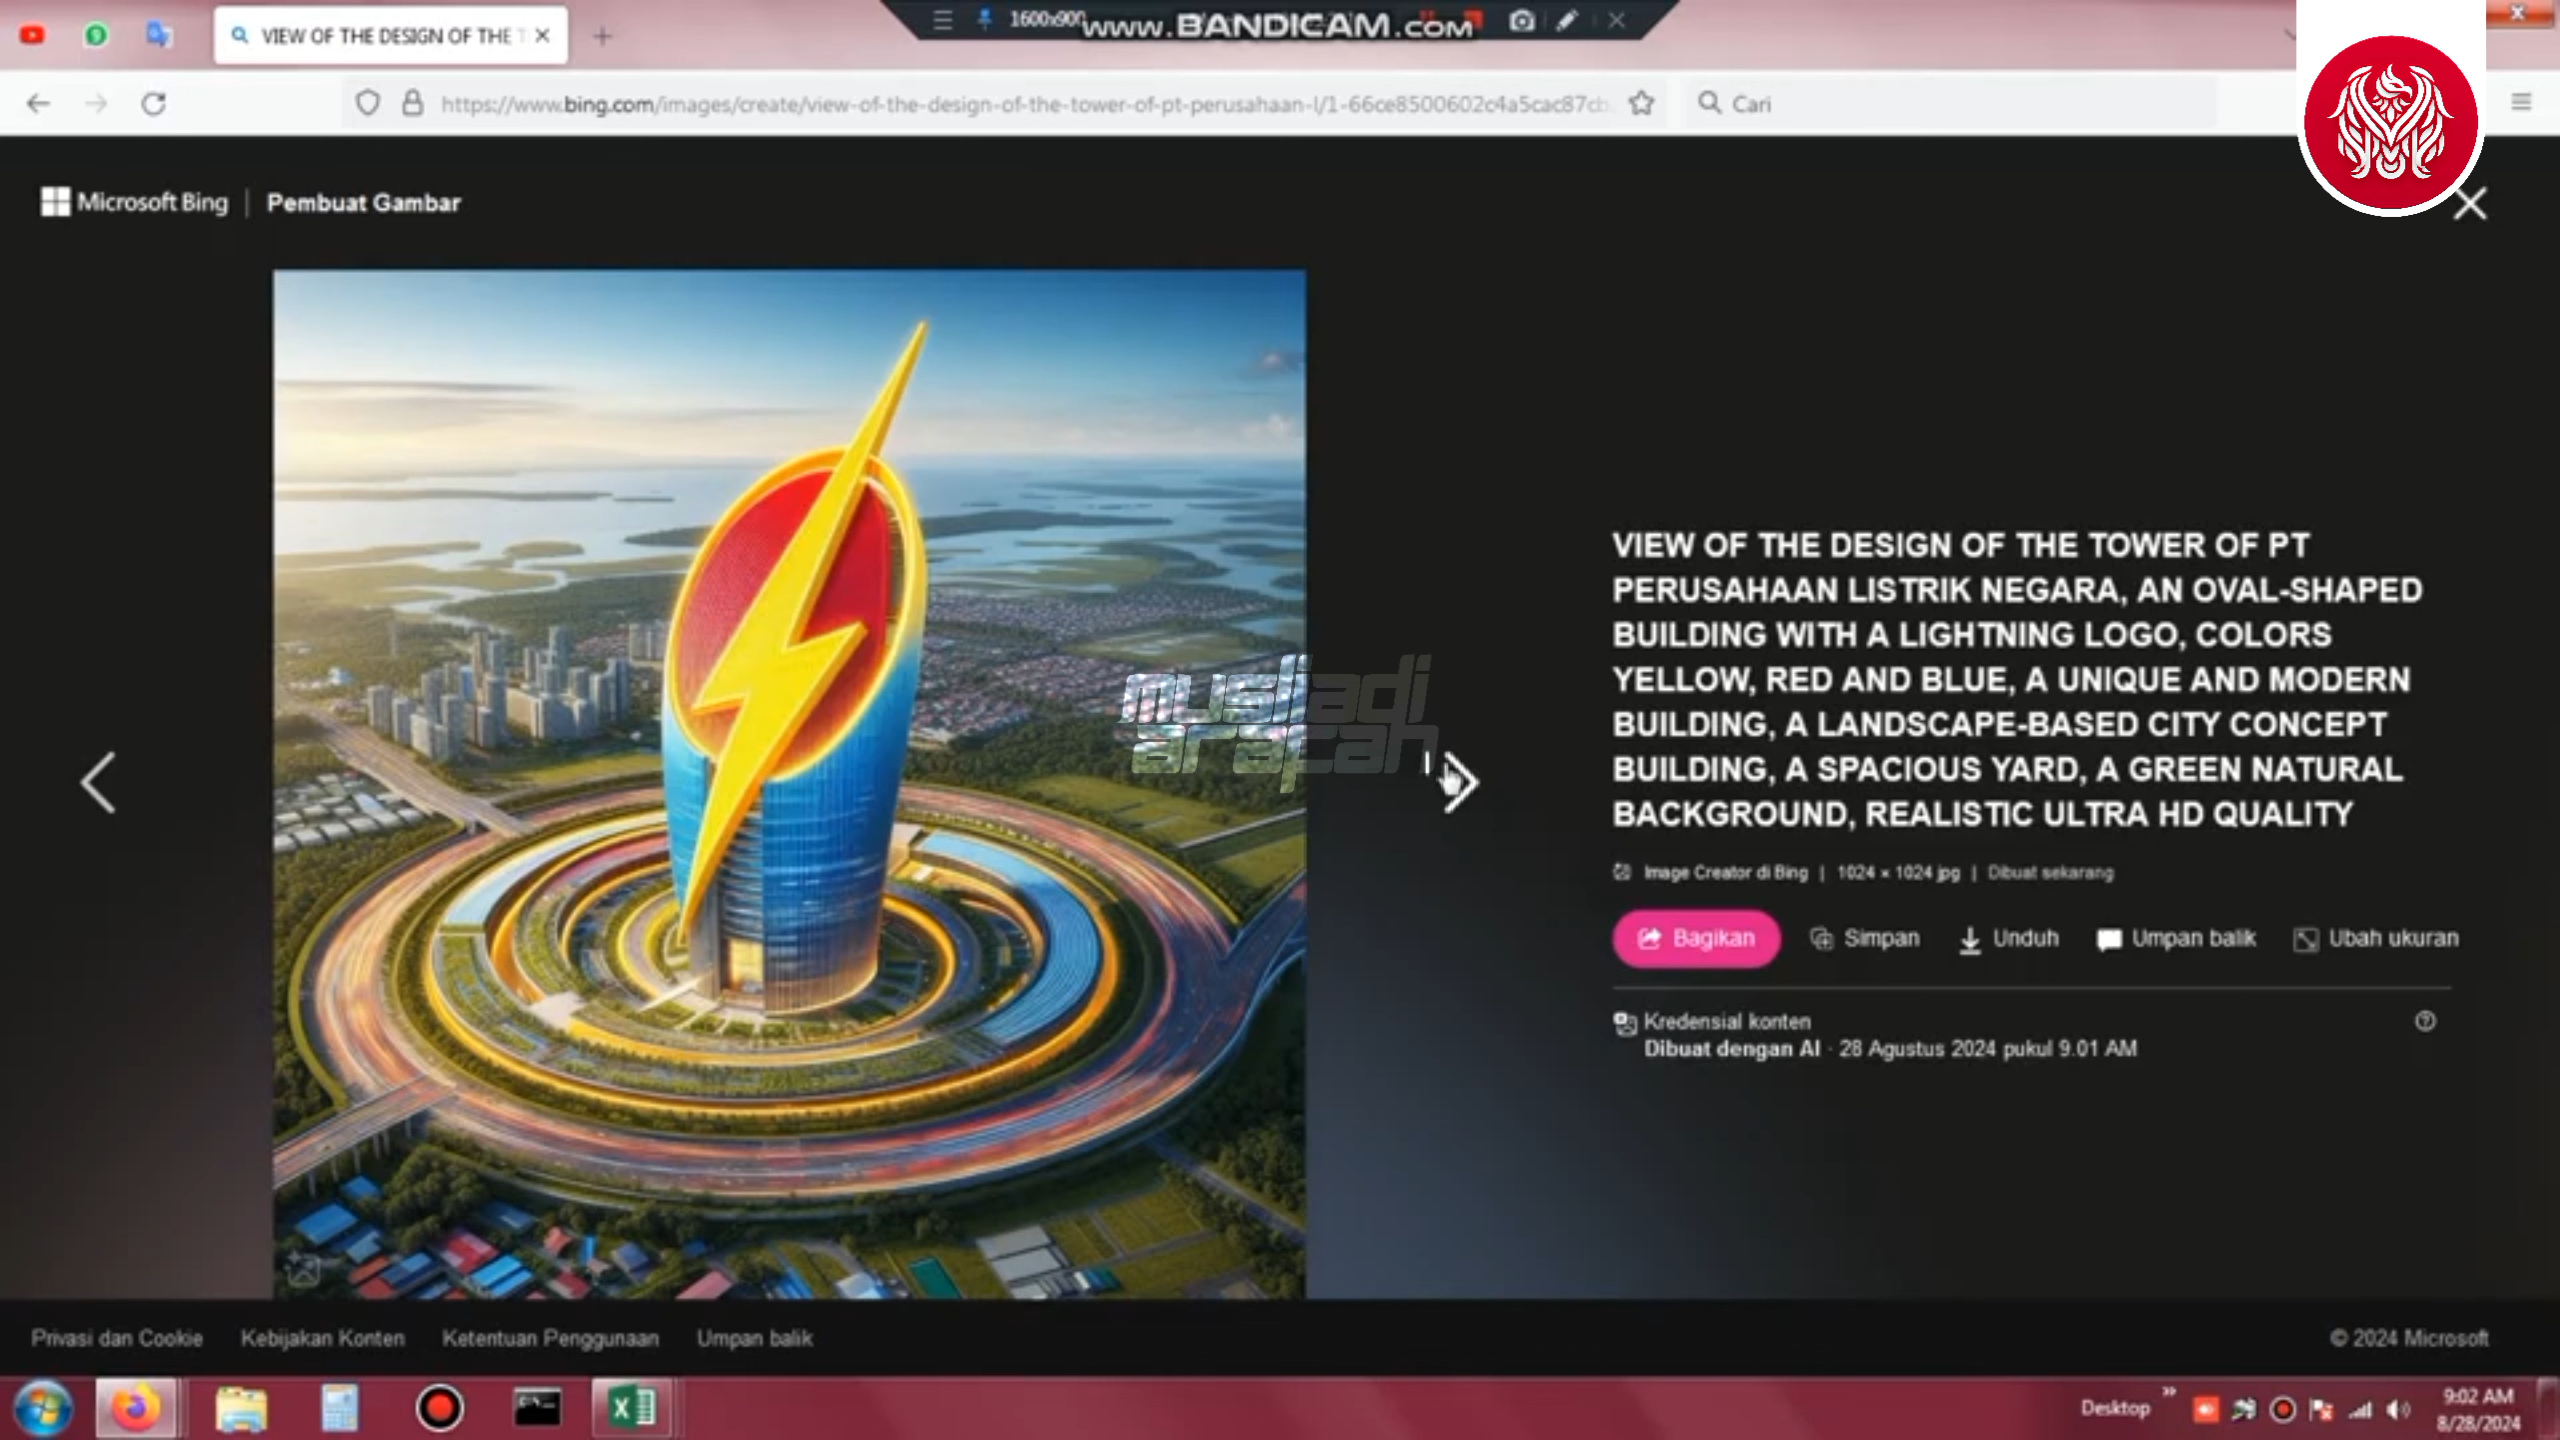 VIEW OF THE DESIGN OF THE T
1600x900
www.BANDICAM.com
https://www.bing.com/images/create/view-of-the-design-of-the-tower-of-pt-perusahaan-l/1-66ce8500602c4a5cac87cb
Cari
Microsoft Bing | Pembuat Gambar
VIEW OF THE DESIGN OF THE TOWER OF PT
PERUSAHAAN LISTRIK NEGARA, AN OVAL-SHAPED
BUILDING WITH A LIGHTNING LOGO, COLORS
YELLOW, RED AND BLUE, A UNIQUE AND MODERN
BUILDING, A LANDSCAPE-BASED CITY CONCEPT
BUILDING, A SPACIOUS YARD, A GREEN NATURAL
BACKGROUND, REALISTIC ULTRA HD QUALITY
musliadi
arapah
Image Creator di Bing | 1024 × 1024 jpg | Dibuat sekarang
Bagikan Simpan Unduh Umpan balik Ubah ukuran
Kredensial konten
Dibuat dengan AI · 28 Agustus 2024 pukul 9.01 AM
Privasi dan Cookie Kebijakan Konten Ketentuan Penggunaan Umpan balik © 2024 Microsoft
Desktop
9:02 AM
8/28/2024